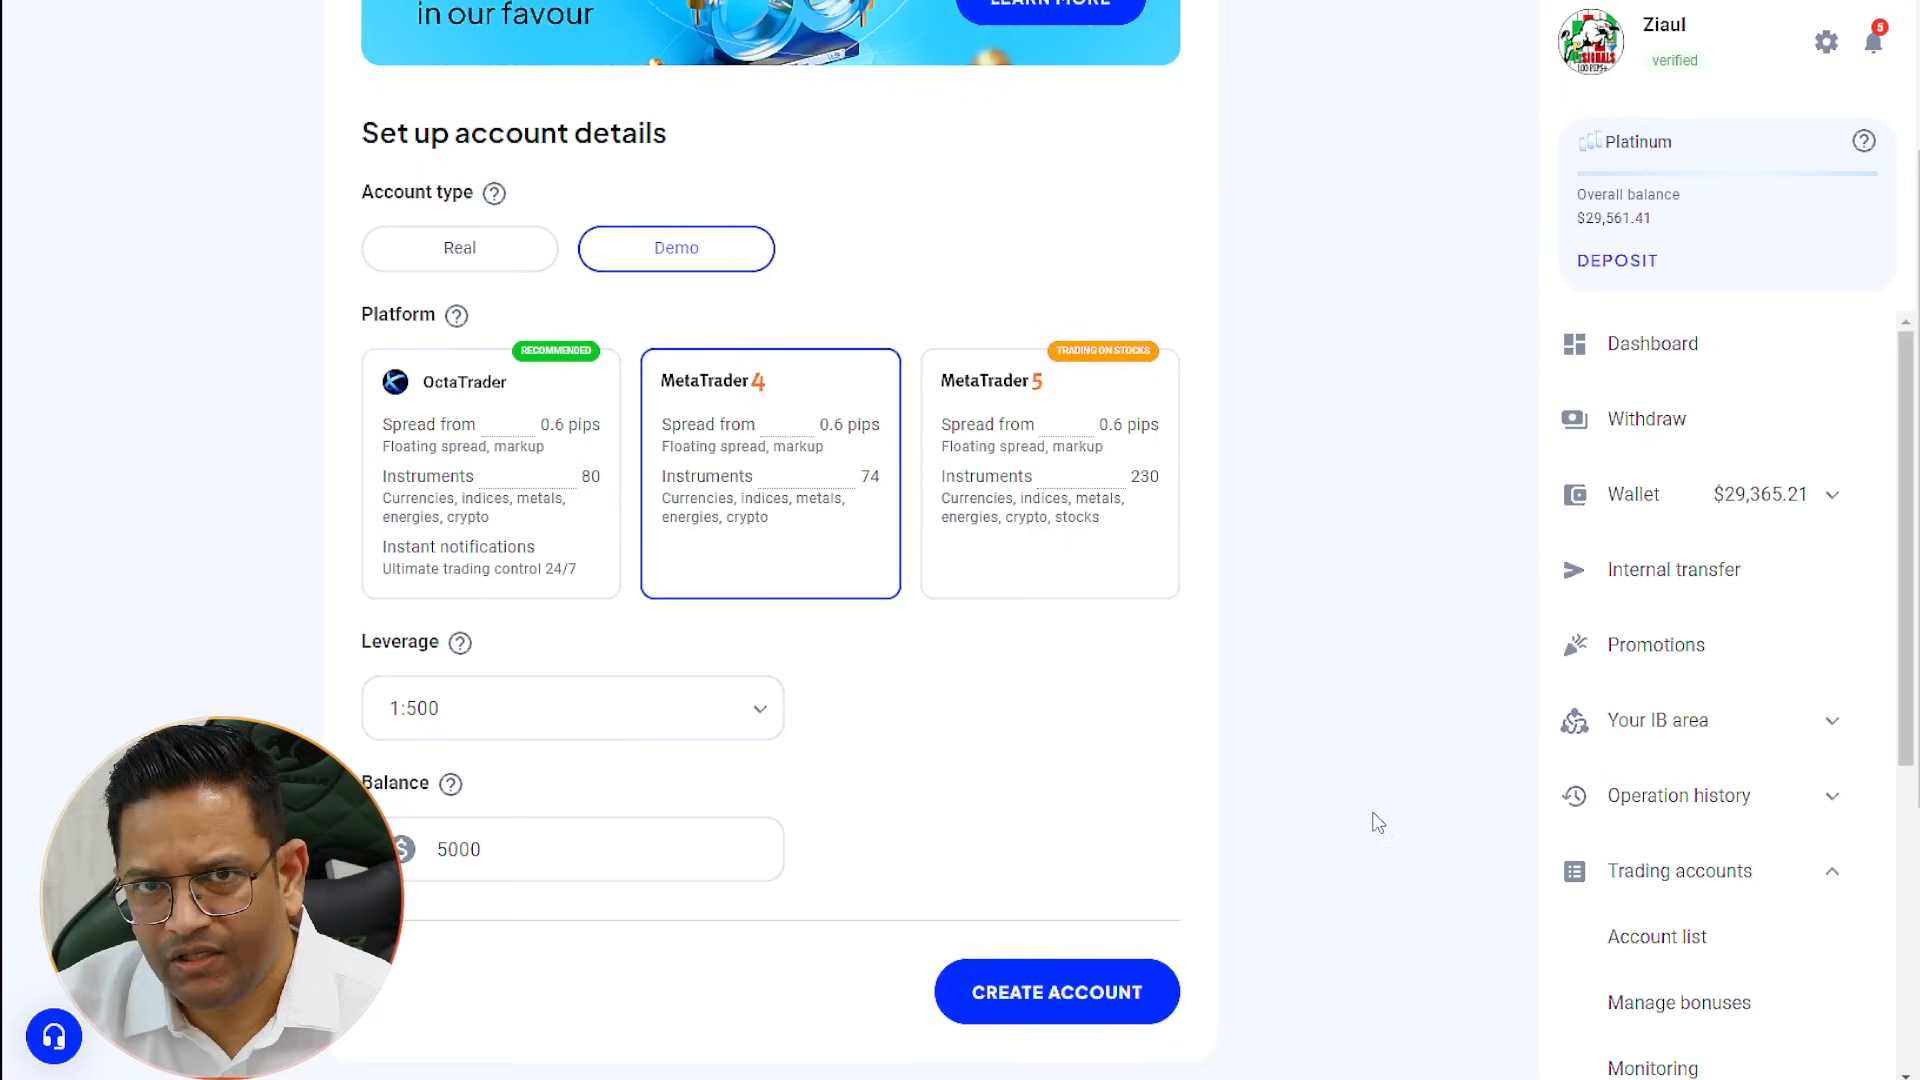 in our favour
LEARN MORE
Set up account details
Account type
Real
Demo
Platform
RECOMMENDED
OctaTrader
Spread from 0.6 pips
Floating spread, markup
Instruments 80
Currencies, indices, metals,
energies, crypto
Instant notifications
Ultimate trading control 24/7
MetaTrader 4
Spread from 0.6 pips
Floating spread, markup
Instruments 74
Currencies, indices, metals,
energies, crypto
TRADING ON STOCKS
MetaTrader 5
Spread from 0.6 pips
Floating spread, markup
Instruments 230
Currencies, indices, metals,
energies, crypto, stocks
Leverage
1:500
Balance
$ 5000
CREATE ACCOUNT
Ziaul
verified
5
Platinum
Overall balance
$29,561.41
DEPOSIT
Dashboard
Withdraw
Wallet $29,365.21
Internal transfer
Promotions
Your IB area
Operation history
Trading accounts
Account list
Manage bonuses
Monitoring